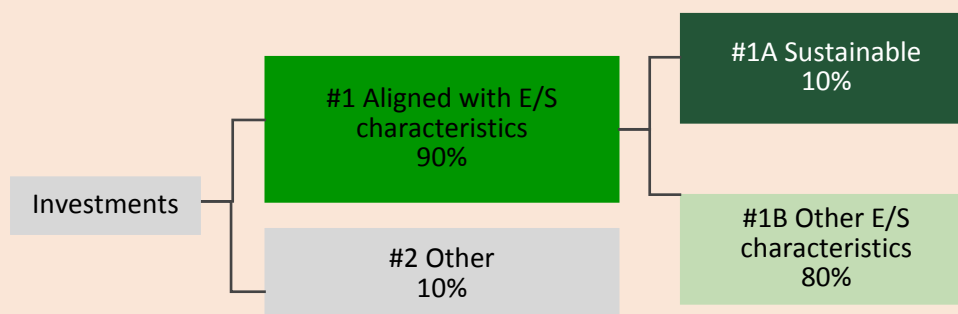 Investments
#1 Aligned with E/S
characteristics
90%
#2 Other
10%
#1A Sustainable
10%
#1B Other E/S
characteristics
80%